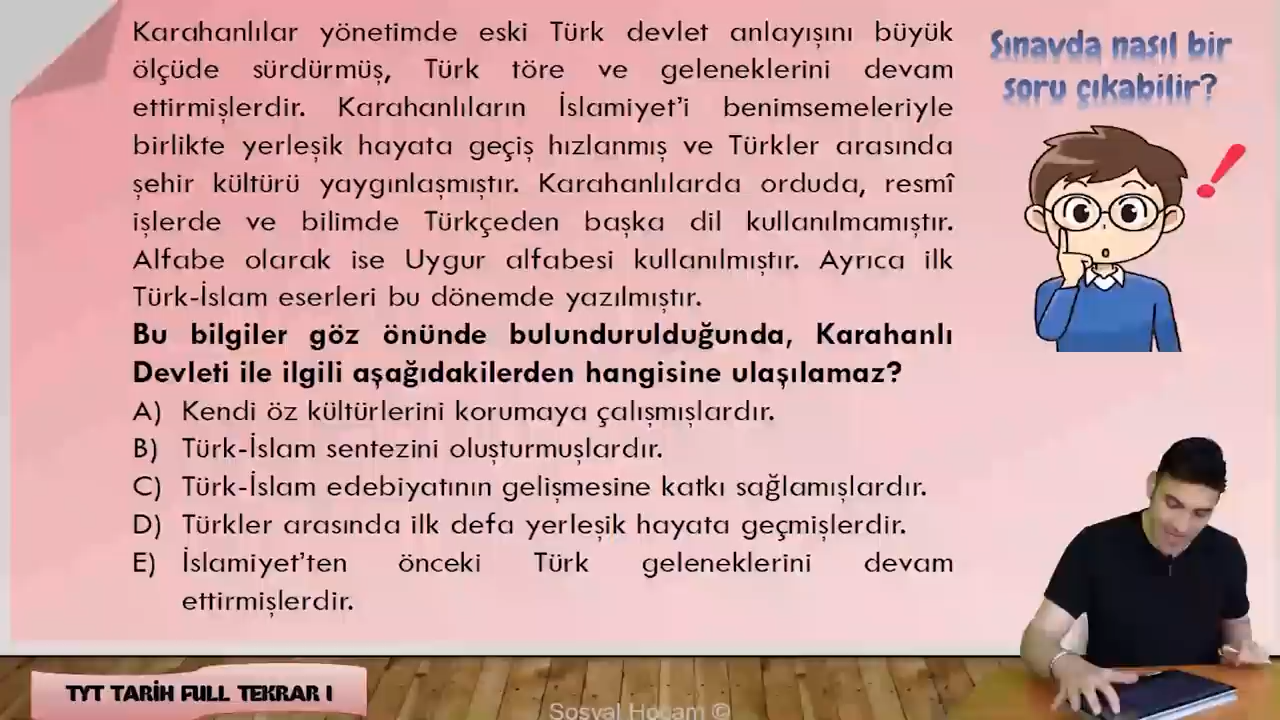 Karahanlılar yönetimde eski Türk devlet anlayışını büyük
ölçüde sürdürmüş, Türk töre ve geleneklerini devam
ettirmişlerdir. Karahanlıların İslamiyet’i benimsemeleriyle
birlikte yerleşik hayata geçiş hızlanmış ve Türkler arasında
şehir kültürü yaygınlaşmıştır. Karahanlılarda orduda, resmî
işlerde ve bilimde Türkçeden başka dil kullanılmamıştır.
Alfabe olarak ise Uygur alfabesi kullanılmıştır. Ayrıca ilk
Türk-İslam eserleri bu dönemde yazılmıştır.
Bu bilgiler göz önünde bulundurulduğunda, Karahanlı
Devleti ile ilgili aşağıdakilerden hangisine ulaşılamaz?
A) Kendi öz kültürlerini korumaya çalışmışlardır.
B) Türk-İslam sentezini oluşturmuşlardır.
C) Türk-İslam edebiyatının gelişmesine katkı sağlamışlardır.
D) Türkler arasında ilk defa yerleşik hayata geçmişlerdir.
E) İslamiyet’ten önceki Türk geleneklerini devam
ettirmişlerdir.
Sınavda nasıl bir
soru çıkabilir?
TYT TARİH FULL TEKRAR I
Sosyal Hocam ©